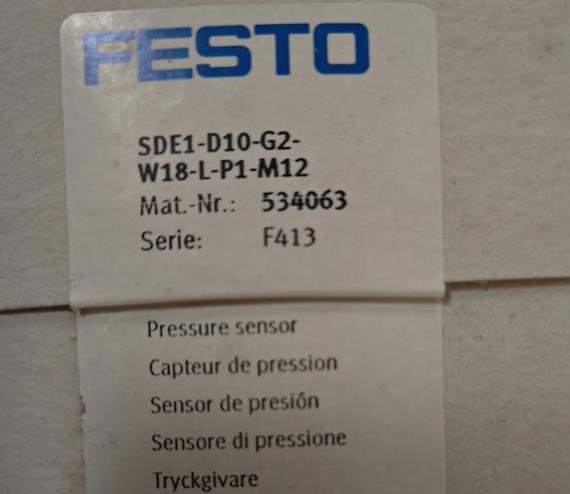 FESTO
SDE1-D10-G2-
W18-L-P1-M12
Mat.-Nr.: 534063
Serie: F413
Pressure sensor
Capteur de pression
Sensor de presión
Sensore di pressione
Tryckgivare